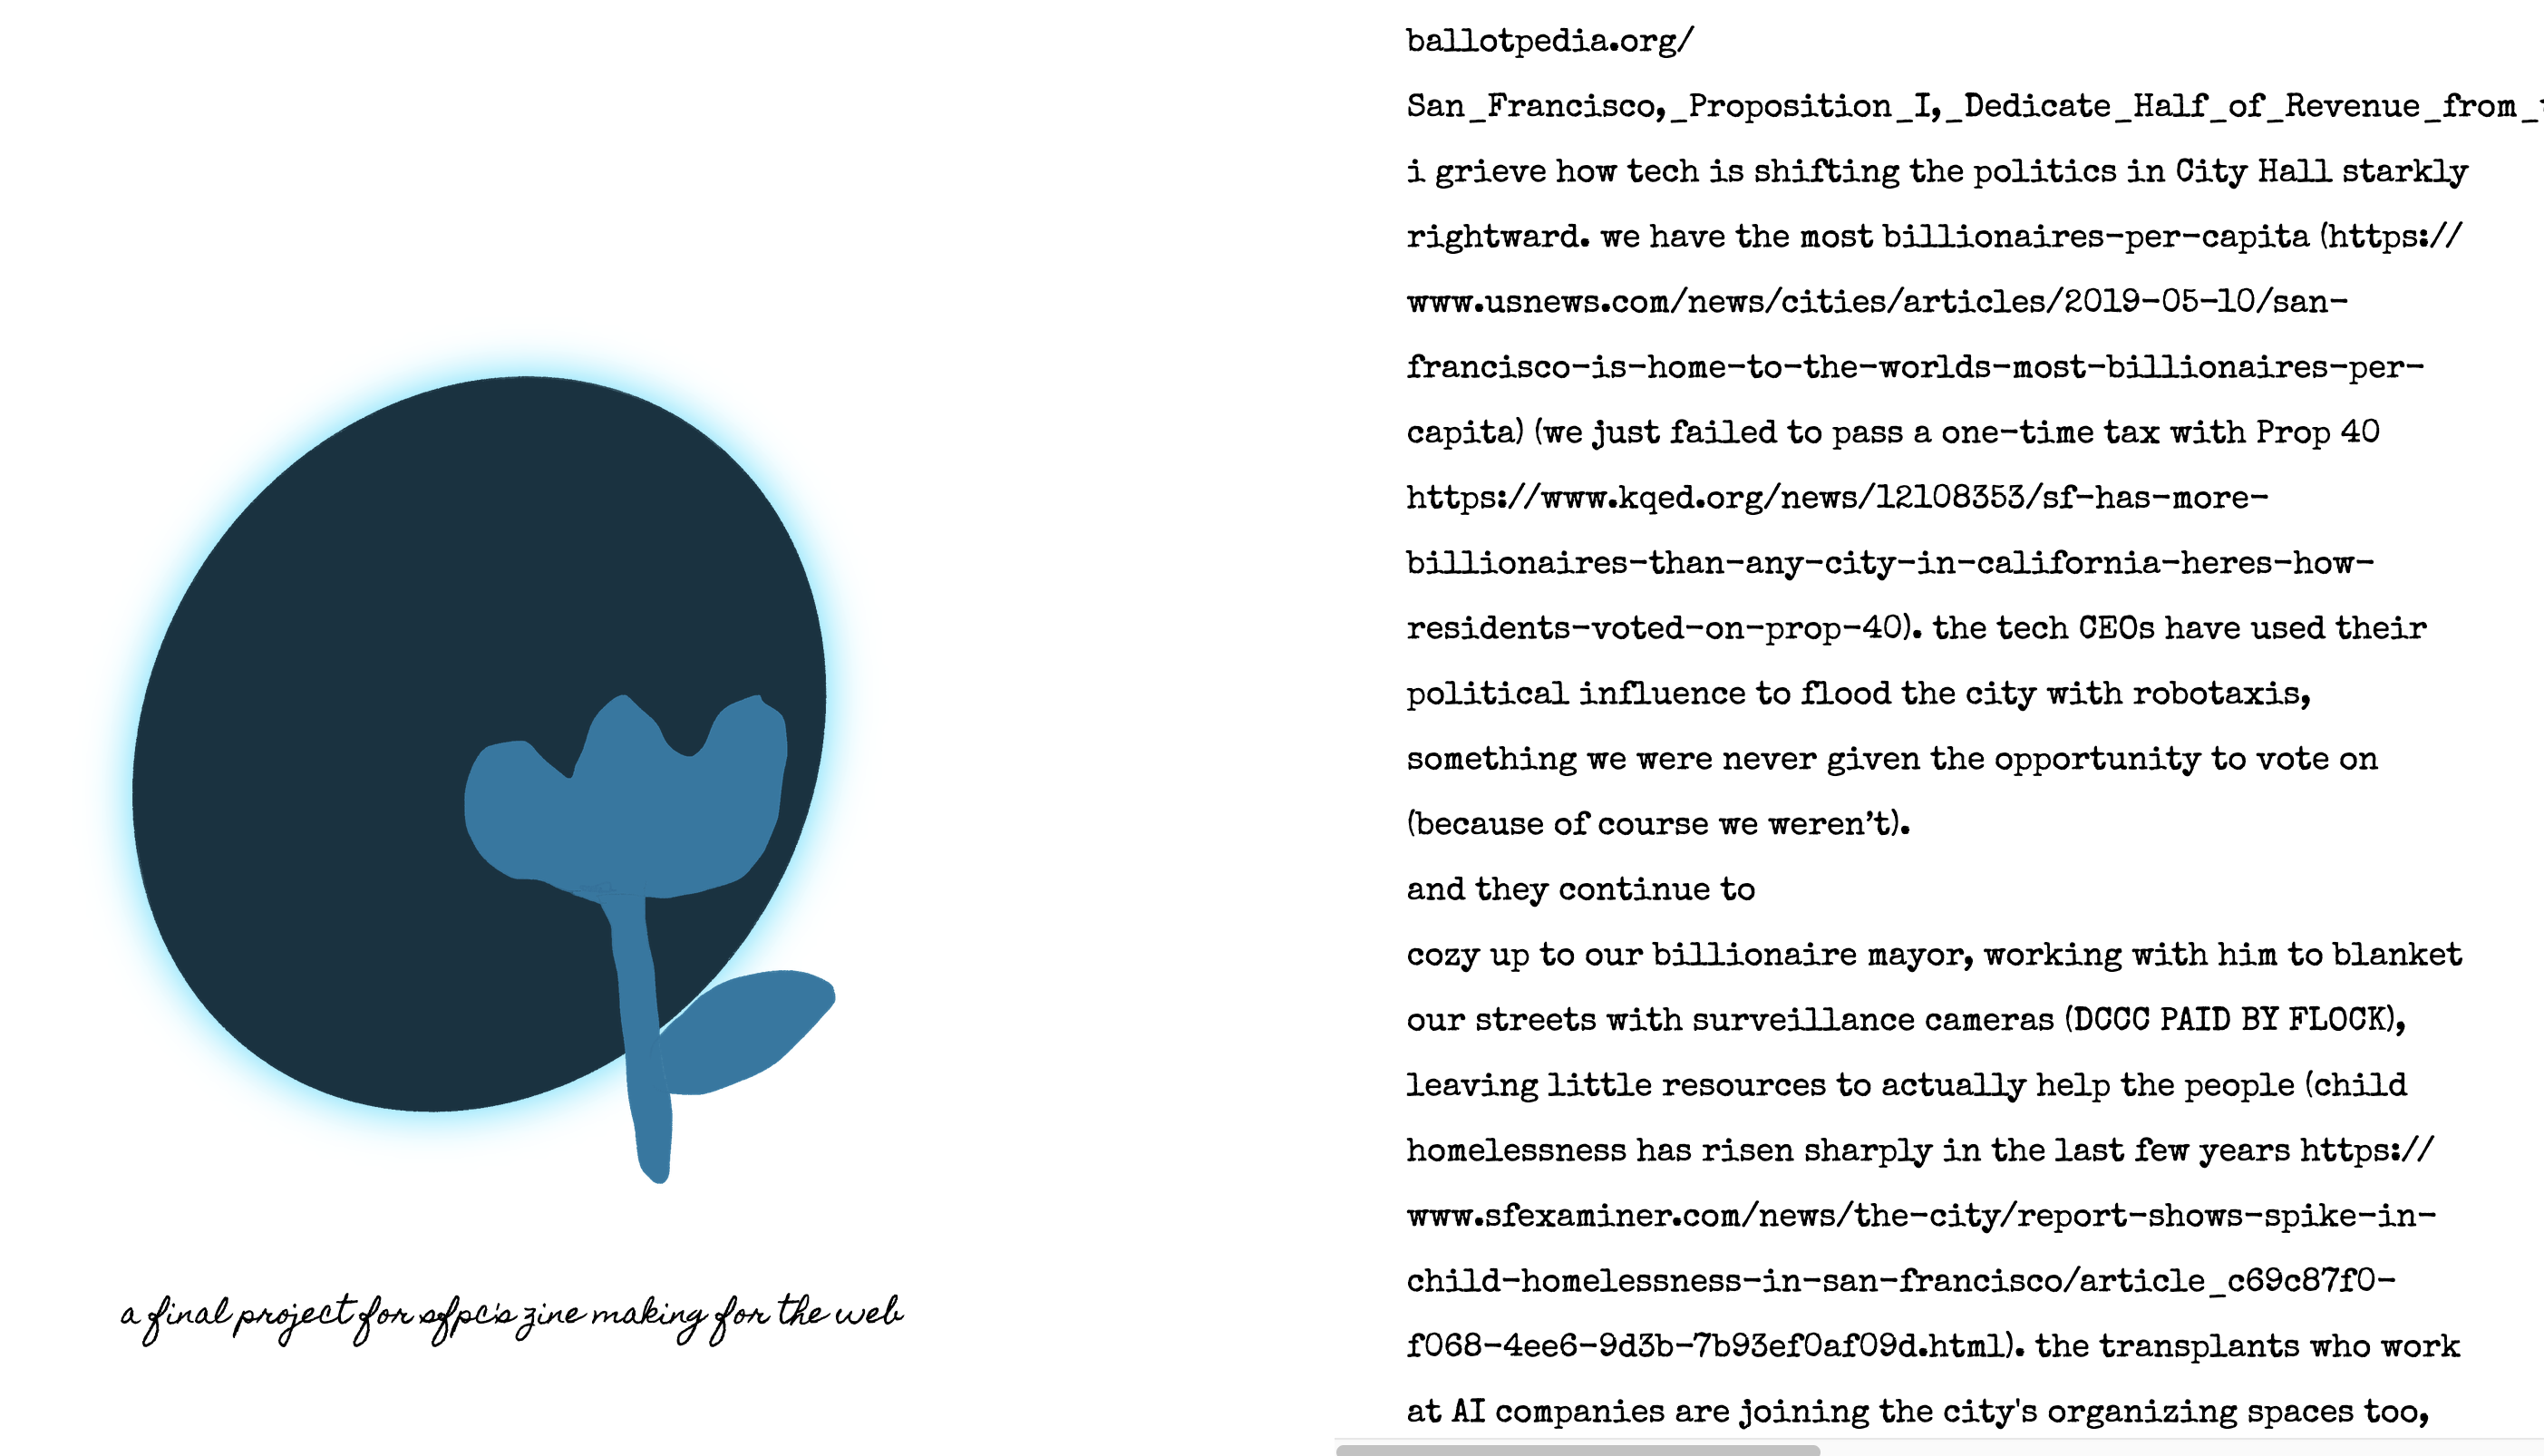 a final project for sfpc's zine making for the web
ballotpedia.org/
San_Francisco,_Proposition_I,_Dedicate_Half_of_Revenue_from_
i grieve how tech is shifting the politics in City Hall starkly
rightward. we have the most billionaires-per-capita (https://
www.usnews.com/news/cities/articles/2019-05-10/san-
francisco-is-home-to-the-worlds-most-billionaires-per-
capita) (we just failed to pass a one-time tax with Prop 40
https://www.kqed.org/news/12108353/sf-has-more-
billionaires-than-any-city-in-california-heres-how-
residents-voted-on-prop-40). the tech CEOs have used their
political influence to flood the city with robotaxis,
something we were never given the opportunity to vote on
(because of course we weren’t).
and they continue to
cozy up to our billionaire mayor, working with him to blanket
our streets with surveillance cameras (DCCC PAID BY FLOCK),
leaving little resources to actually help the people (child
homelessness has risen sharply in the last few years https://
www.sfexaminer.com/news/the-city/report-shows-spike-in-
child-homelessness-in-san-francisco/article_c69c87f0-
f068-4ee6-9d3b-7b93ef0af09d.html). the transplants who work
at AI companies are joining the city's organizing spaces too,